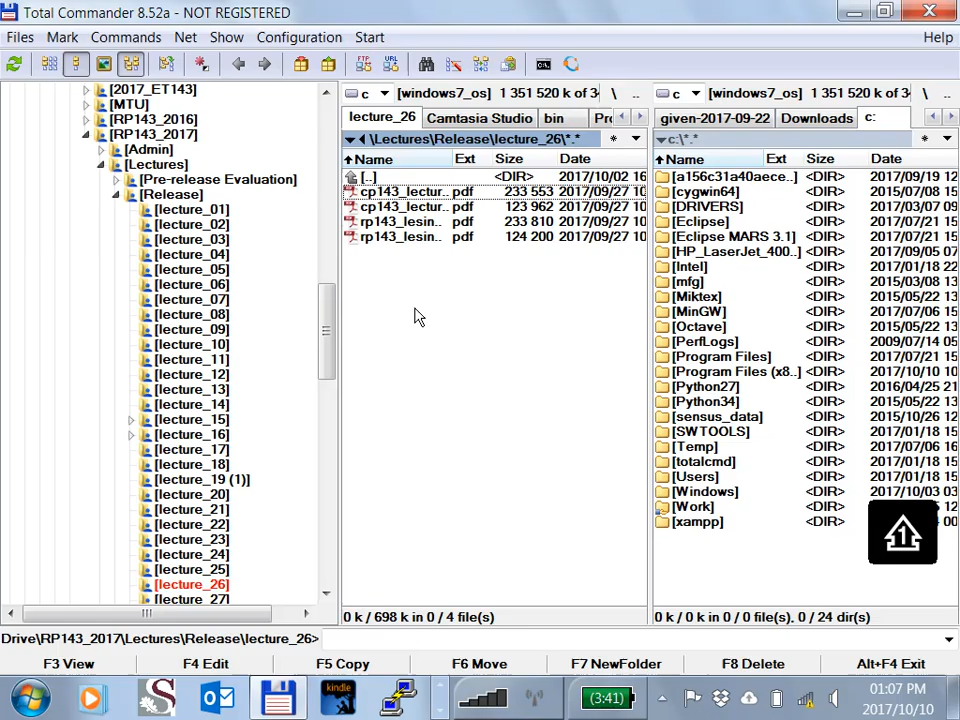 Total Commander 8.52a - NOT REGISTERED
Files Mark Commands Net Show Configuration Start Help
FTP URL
[2017_ET143]
[MTU]
[RP143_2016]
[RP143_2017]
[Admin]
[Lectures]
[Pre-release Evaluation]
[Release]
[lecture_01]
[lecture_02]
[lecture_03]
[lecture_04]
[lecture_05]
[lecture_06]
[lecture_07]
[lecture_08]
[lecture_09]
[lecture_10]
[lecture_11]
[lecture_12]
[lecture_13]
[lecture_14]
[lecture_15]
[lecture_16]
[lecture_17]
[lecture_18]
[lecture_19 (1)]
[lecture_20]
[lecture_21]
[lecture_22]
[lecture_23]
[lecture_24]
[lecture_25]
[lecture_26]
[lecture_27]
c [windows7_os] 1 351 520 k of 34 \ ..
lecture_26 Camtasia Studio bin Pr
\Lectures\Release\lecture_26\*.* *
Name Ext Size Date
[..] <DIR> 2017/10/02 16
cp143_lectur.. pdf 233 553 2017/09/27 10
cp143_lectur.. pdf 123 962 2017/09/27 10
rp143_lesin.. pdf 233 810 2017/09/27 10
rp143_lesin.. pdf 124 200 2017/09/27 10
0 k / 698 k in 0 / 4 file(s)
c [windows7_os] 1 351 520 k of 34 \ ..
given-2017-09-22 Downloads c:
c:\*.* *
Name Ext Size Date
[a156c31a40aece..] <DIR> 2017/09/19 12
[cygwin64] <DIR> 2015/07/08 15
[DRIVERS] <DIR> 2017/03/07 09
[Eclipse] <DIR> 2017/07/21 15
[Eclipse MARS 3.1] <DIR> 2017/07/21 15
[HP_LaserJet_400..] <DIR> 2017/09/05 07
[Intel] <DIR> 2017/01/18 22
[mfg] <DIR> 2015/03/08 13
[Miktex] <DIR> 2015/05/22 13
[MinGW] <DIR> 2017/07/06 15
[Octave] <DIR> 2015/05/22 13
[PerfLogs] <DIR> 2009/07/14 05
[Program Files] <DIR> 2017/07/21 15
[Program Files (x8..] <DIR> 2017/10/10 10
[Python27] <DIR> 2016/04/25 21
[Python34] <DIR> 2015/05/22 13
[sensus_data] <DIR> 2015/10/26 12
[SWTOOLS] <DIR> 2017/01/18 15
[Temp] <DIR> 2017/07/06 16
[totalcmd] <DIR> 2017/01/18 15
[Users] <DIR> 2017/01/18 15
[Windows] <DIR> 2017/10/03 03
[Work] <DIR>
[xampp] <DIR>
1
0 k / 0 k in 0 / 0 file(s), 0 / 24 dir(s)
Drive\RP143_2017\Lectures\Release\lecture_26>
F3 View F4 Edit F5 Copy F6 Move F7 NewFolder F8 Delete Alt+F4 Exit
kindle (3:41) 01:07 PM
2017/10/10